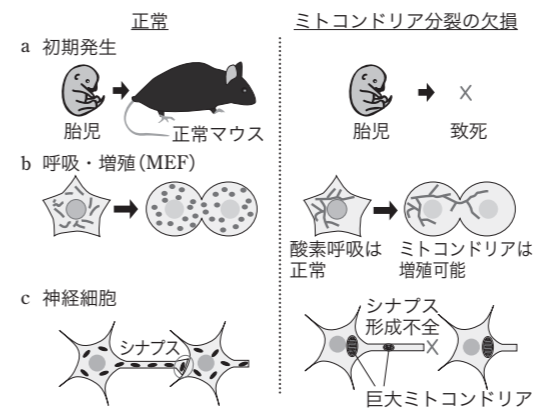 正常
ミトコンドリア分裂の欠損
a 初期発生
胎児
正常マウス
胎児
致死
b 呼吸・増殖(MEF)
酸素呼吸は
正常
ミトコンドリアは
増殖可能
c 神経細胞
シナプス
シナプス
形成不全
巨大ミトコンドリア